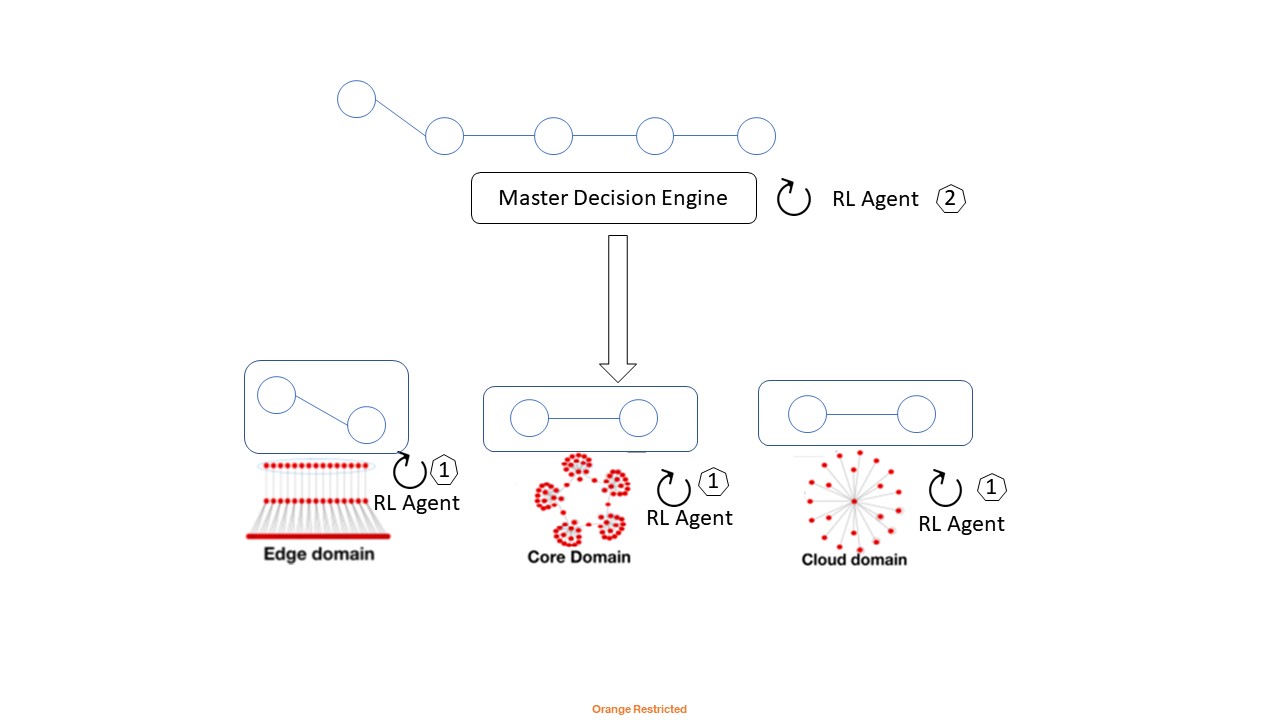 Master Decision Engine
RL Agent 2
1
RL Agent
Edge domain
1
RL Agent
Core Domain
1
RL Agent
Cloud domain
Orange Restricted